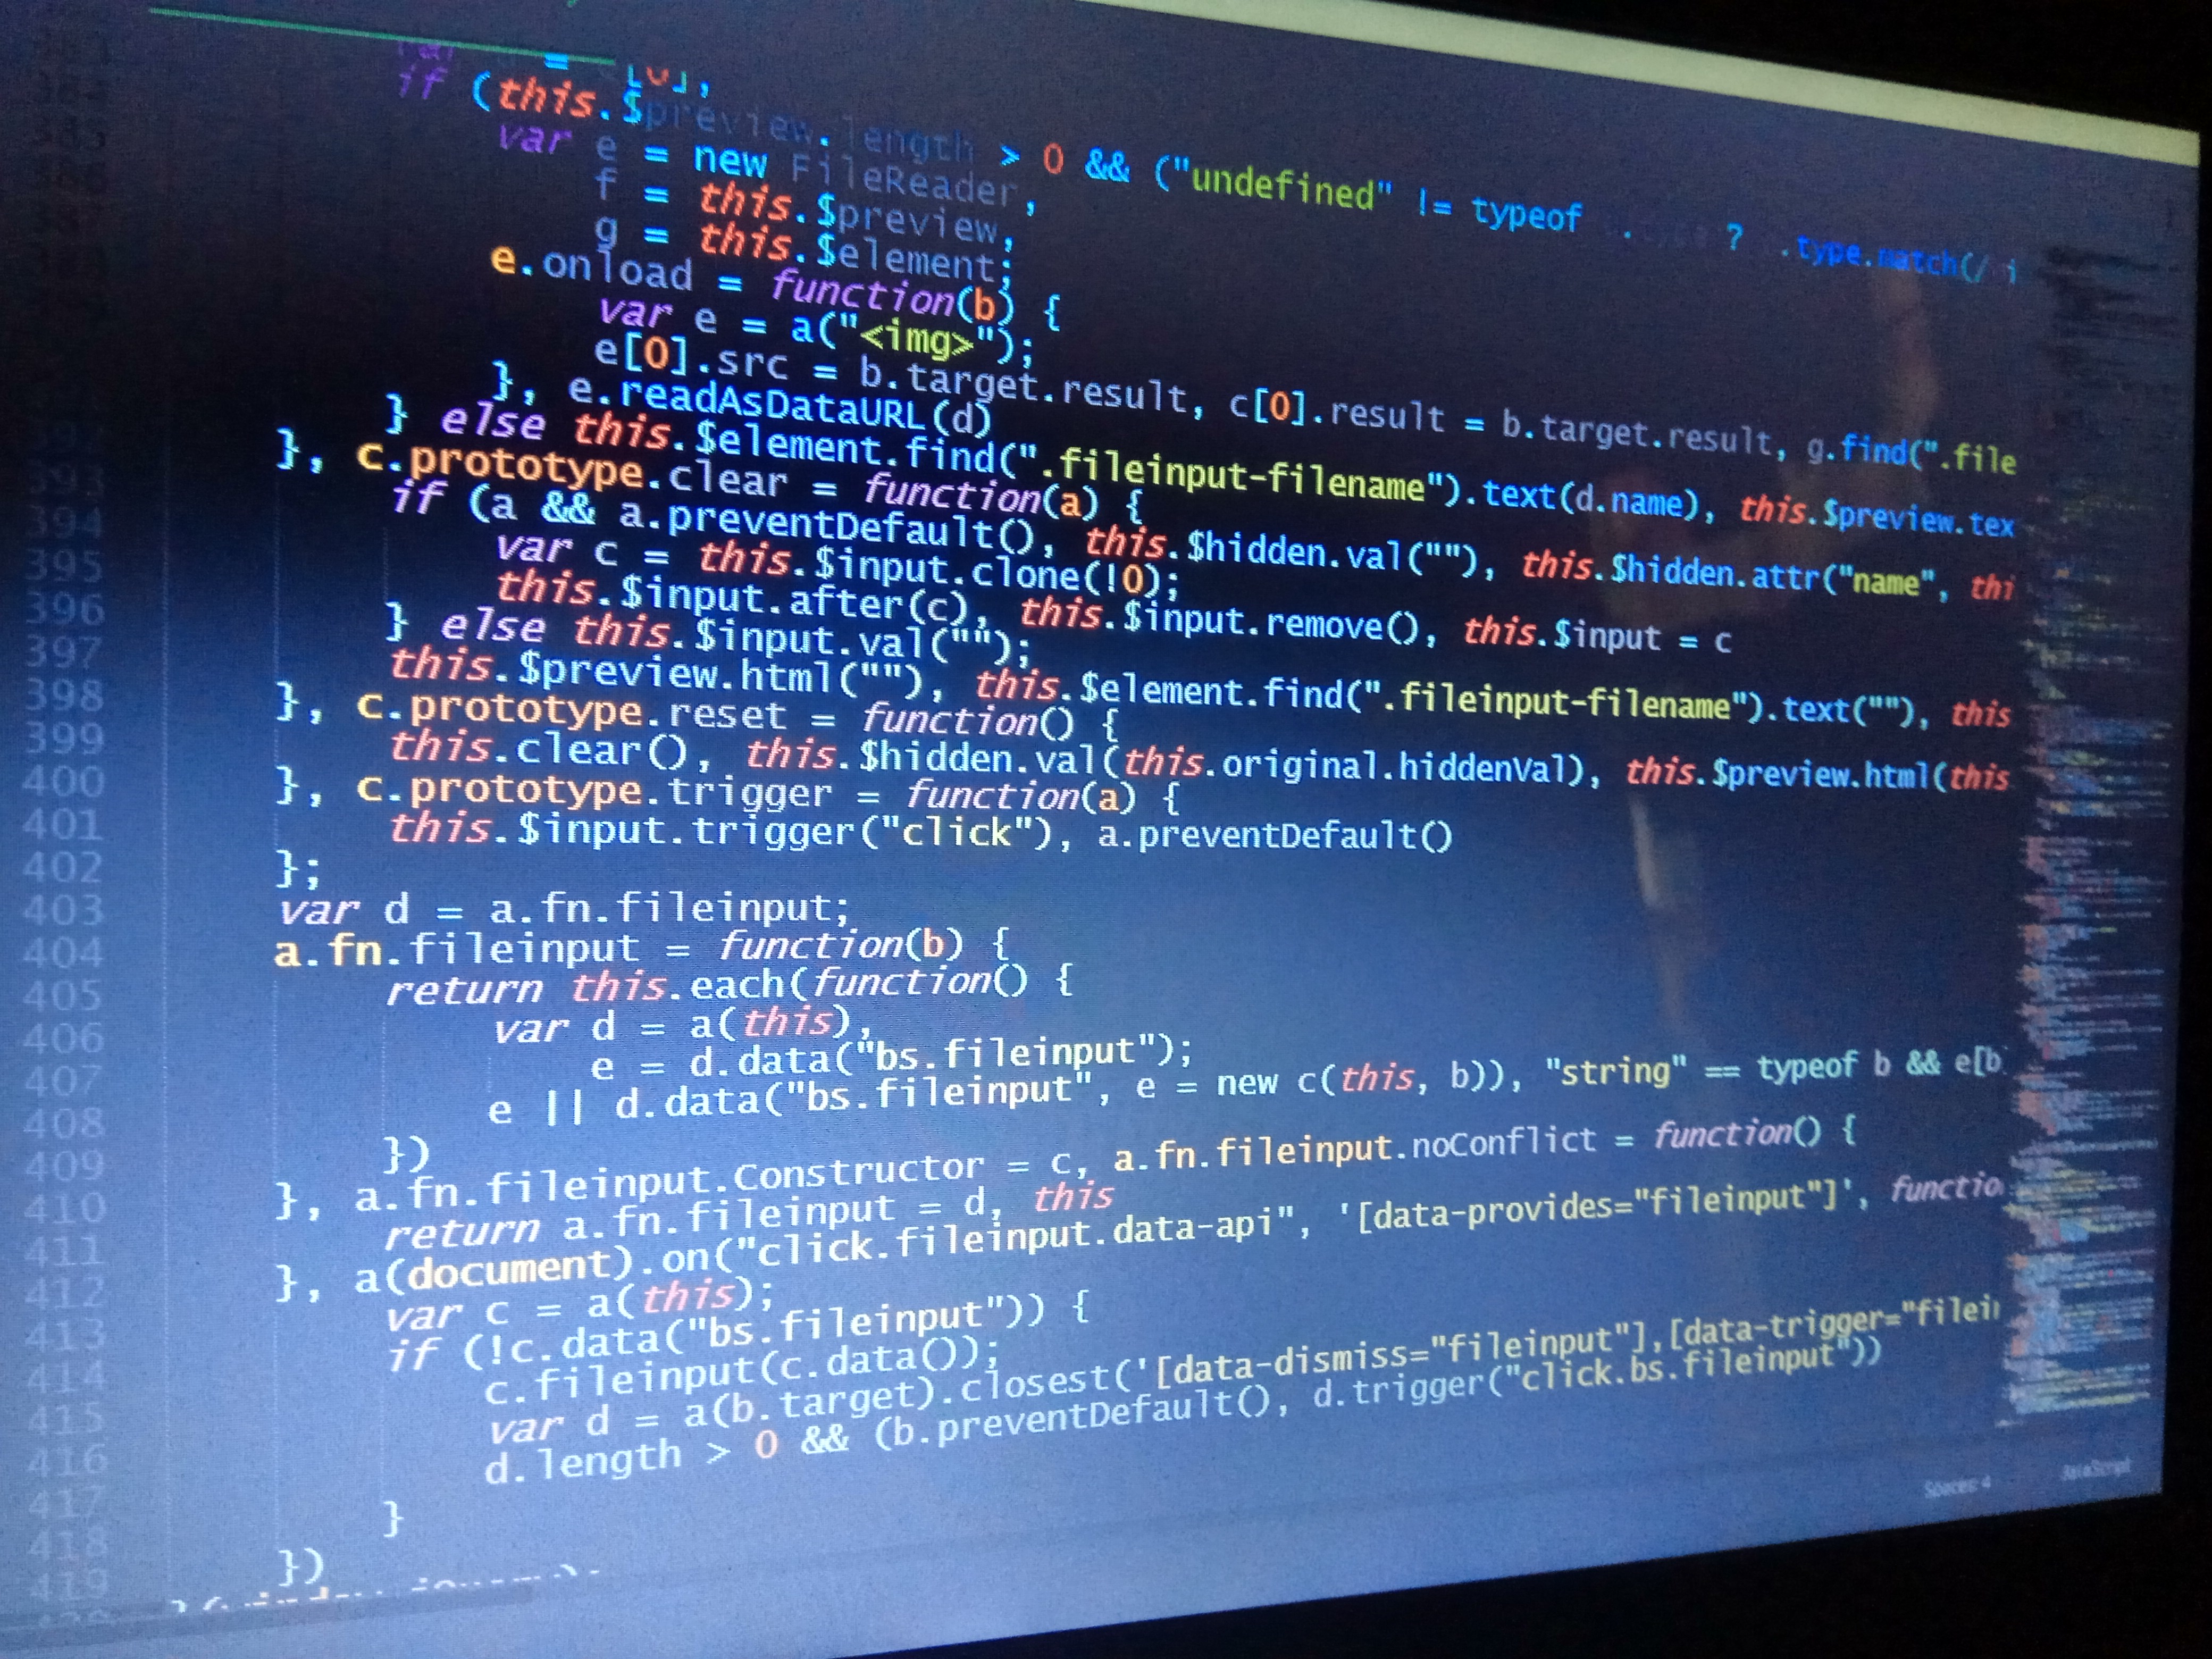 if (this.$preview.length > 0 && ("undefined" != typeof ? .type.match(/ i
var e = new FileReader,
f = this.$preview,
g = this.$element;
e.onload = function(b) {
var e = a("<img>");
e[0].src = b.target.result, c[0].result = b.target.result, g.find(".file
}, e.readAsDataURL(d)
} else this.$element.find(".fileinput-filename").text(d.name), this.$preview.tex
}, c.prototype.clear = function(a) {
if (a && a.preventDefault(), this.$hidden.val(""), this.$hidden.attr("name", thi
var c = this.$input.clone(!0);
this.$input.after(c), this.$input.remove(), this.$input = c
393 } else this.$input.val("");
394 this.$preview.html(""), this.$element.find(".fileinput-filename").text(""), this
395 }, c.prototype.reset = function() {
396 this.clear(), this.$hidden.val(this.original.hiddenVal), this.$preview.html(this
397 }, c.prototype.trigger = function(a) {
398 this.$input.trigger("click"), a.preventDefault()
399 };
400 var d = a.fn.fileinput;
401 a.fn.fileinput = function(b) {
402 return this.each(function() {
403 var d = a(this),
404 e = d.data("bs.fileinput");
405 e || d.data("bs.fileinput", e = new c(this, b)), "string" == typeof b && e[b
406 })
407 }, a.fn.fileinput.Constructor = c, a.fn.fileinput.noConflict = function() {
408 return a.fn.fileinput = d, this
409 }, a(document).on("click.fileinput.data-api", '[data-provides="fileinput"]', functio
410 var c = a(this);
411 if (!c.data("bs.fileinput")) {
412 c.fileinput(c.data());
413 var d = a(b.target).closest('[data-dismiss="fileinput"],[data-trigger="filein
414 d.length > 0 && (b.preventDefault(), d.trigger("click.bs.fileinput"))
415 }
416 })
417
418
419
Spaces: 4 JavaScript